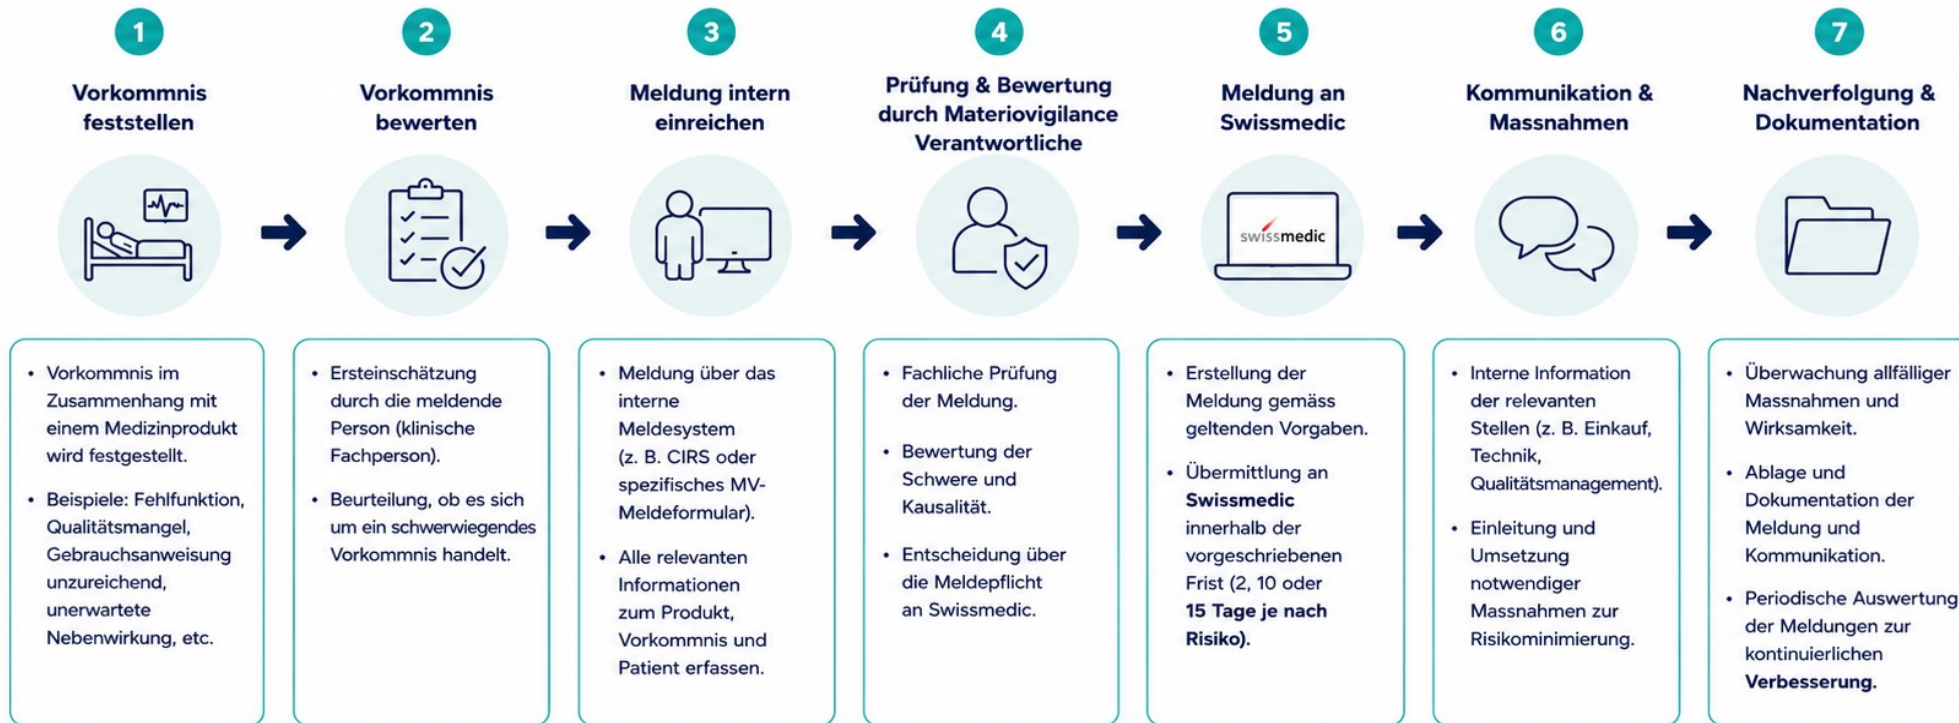 1
Vorkommnis
feststellen
• Vorkommnis im
Zusammenhang mit
einem Medizinprodukt
wird festgestellt.
• Beispiele: Fehlfunktion,
Qualitätsmangel,
Gebrauchsanweisung
unzureichend,
unerwartete
Nebenwirkung, etc.
2
Vorkommnis
bewerten
• Ersteinschätzung
durch die meldende
Person (klinische
Fachperson).
• Beurteilung, ob es sich
um ein schwerwiegendes
Vorkommnis handelt.
3
Meldung intern
einreichen
• Meldung über das
interne
Meldesystem
(z. B. CIRS oder
spezifisches MV-
Meldeformular).
• Alle relevanten
Informationen
zum Produkt,
Vorkommnis und
Patient erfassen.
4
Prüfung & Bewertung
durch Materiovigilance
Verantwortliche
• Fachliche Prüfung
der Meldung.
• Bewertung der
Schwere und
Kausalität.
• Entscheidung über
die Meldepflicht
an Swissmedic.
5
Meldung an
Swissmedic
swissmedic
• Erstellung der
Meldung gemäss
geltenden Vorgaben.
• Übermittlung an
Swissmedic
innerhalb der
vorgeschriebenen
Frist (2, 10 oder
15 Tage je nach
Risiko).
6
Kommunikation &
Massnahmen
• Interne Information
der relevanten
Stellen (z. B. Einkauf,
Technik,
Qualitätsmanagement).
• Einleitung und
Umsetzung
notwendiger
Massnahmen zur
Risikominimierung.
7
Nachverfolgung &
Dokumentation
• Überwachung allfälliger
Massnahmen und
Wirksamkeit.
• Ablage und
Dokumentation der
Meldung und
Kommunikation.
• Periodische Auswertung
der Meldungen zur
kontinuierlichen
Verbesserung.